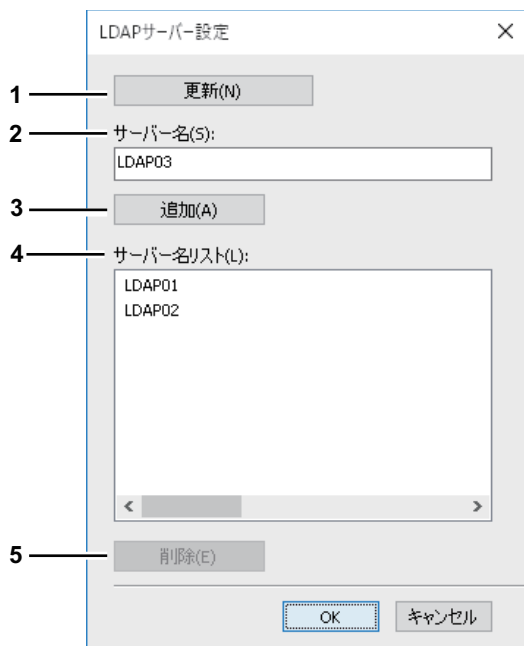 LDAPサーバー設定
1
更新(N)
2
サーバー名(S):
LDAP03
3
追加(A)
4
サーバー名リスト(L):
LDAP01
LDAP02
5
削除(E)
OK キャンセル